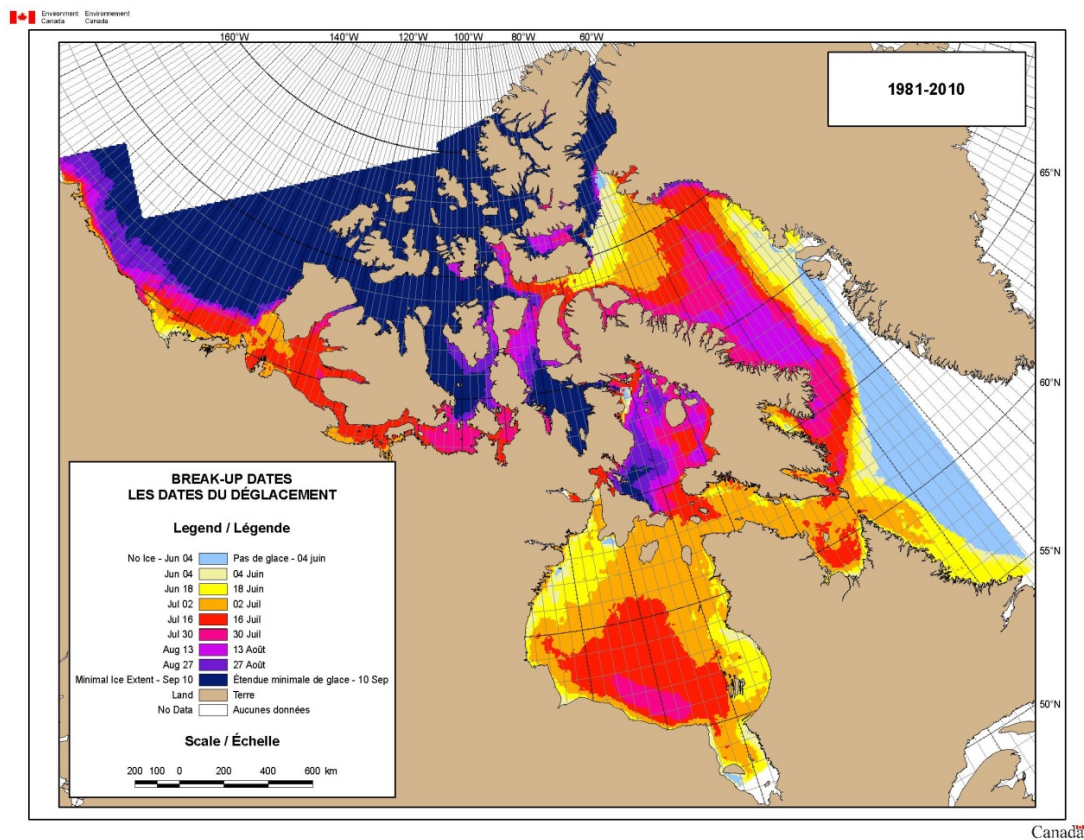 Environment Environnement
Canada Canada
160°W 140°W 120°W 100°W 80°W 60°W
1981-2010
65°N
60°N
55°N
50°N
BREAK-UP DATES
LES DATES DU DÉGLACEMENT
Legend / Légende
No Ice - Jun 04 Pas de glace - 04 juin
Jun 04 04 Juin
Jun 18 18 Juin
Jul 02 02 Juil
Jul 16 16 Juil
Jul 30 30 Juil
Aug 13 13 Août
Aug 27 27 Août
Minimal Ice Extent - Sep 10 Étendue minimale de glace - 10 Sep
Land Terre
No Data Aucunes données
Scale / Échelle
200 100 0 200 400 600 km
Canada